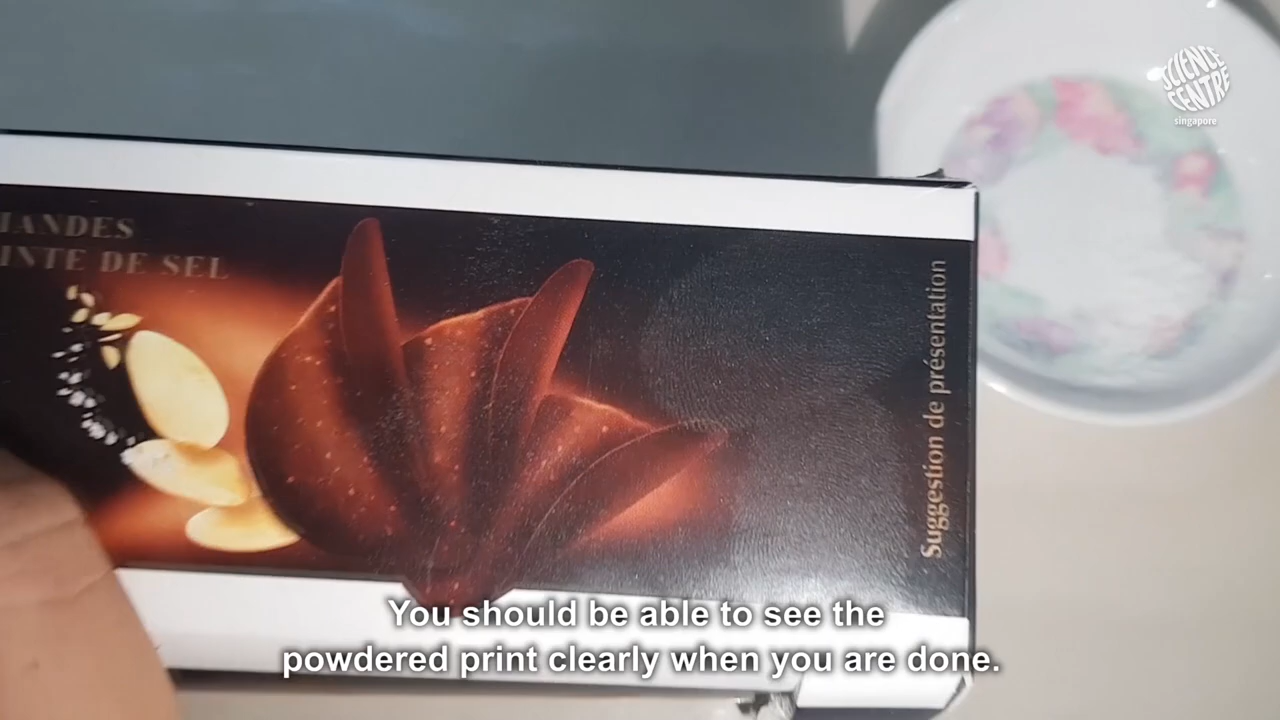 SCIENCE
CENTRE
singapore
MANDES
INTE DE SEL
Suggestion de présentation
You should be able to see the
powdered print clearly when you are done.